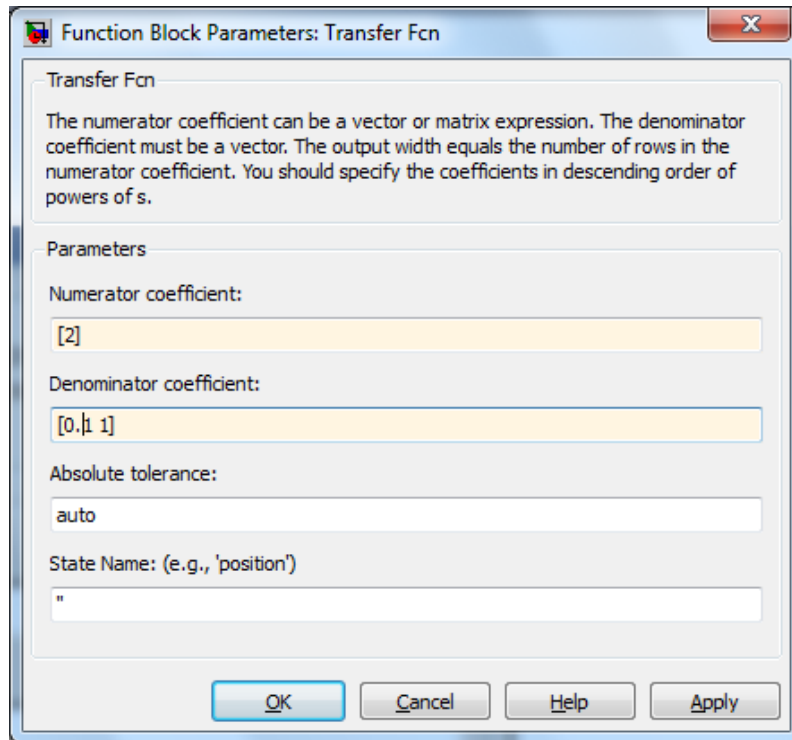 Function Block Parameters: Transfer Fcn
Transfer Fcn
The numerator coefficient can be a vector or matrix expression. The denominator
coefficient must be a vector. The output width equals the number of rows in the
numerator coefficient. You should specify the coefficients in descending order of
powers of s.
Parameters
Numerator coefficient:
[2]
Denominator coefficient:
[0.1 1]
Absolute tolerance:
auto
State Name: (e.g., 'position')
''
OK Cancel Help Apply